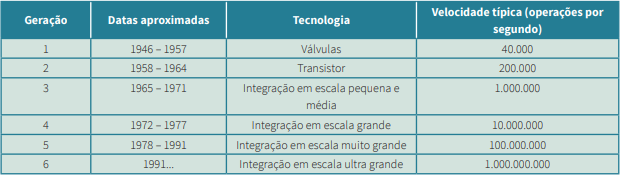 Geração Datas aproximadas Tecnologia Velocidade típica (operações por
segundo)
1 1946 – 1957 Válvulas 40.000
2 1958 – 1964 Transistor 200.000
3 1965 – 1971 Integração em escala pequena e 1.000.000
média
4 1972 – 1977 Integração em escala grande 10.000.000
5 1978 – 1991 Integração em escala muito grande 100.000.000
6 1991... Integração em escala ultra grande 1.000.000.000